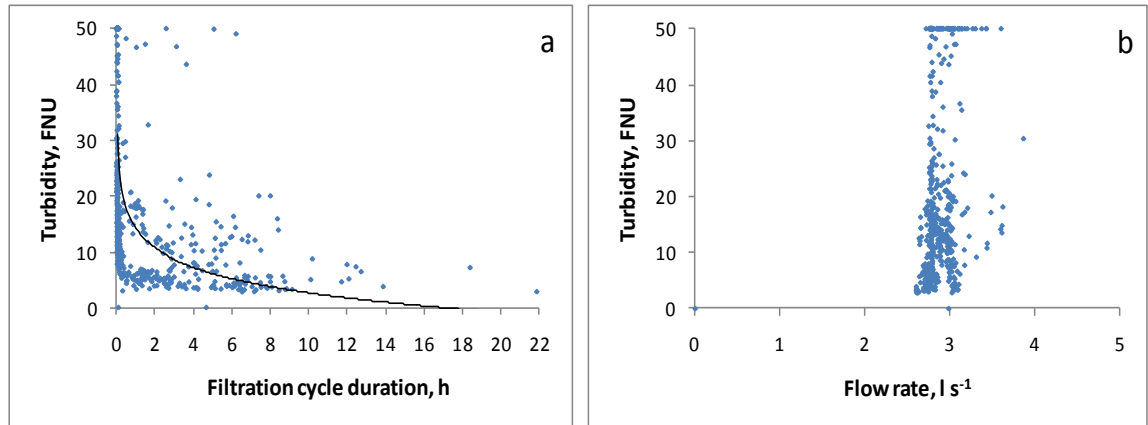 a
50
40
30
20
10
0
Turbidity, FNU
0 2 4 6 8 10 12 14 16 18 20 22
Filtration cycle duration, h
b
50
40
30
20
10
0
Turbidity, FNU
0 1 2 3 4 5
Flow rate, l s⁻¹